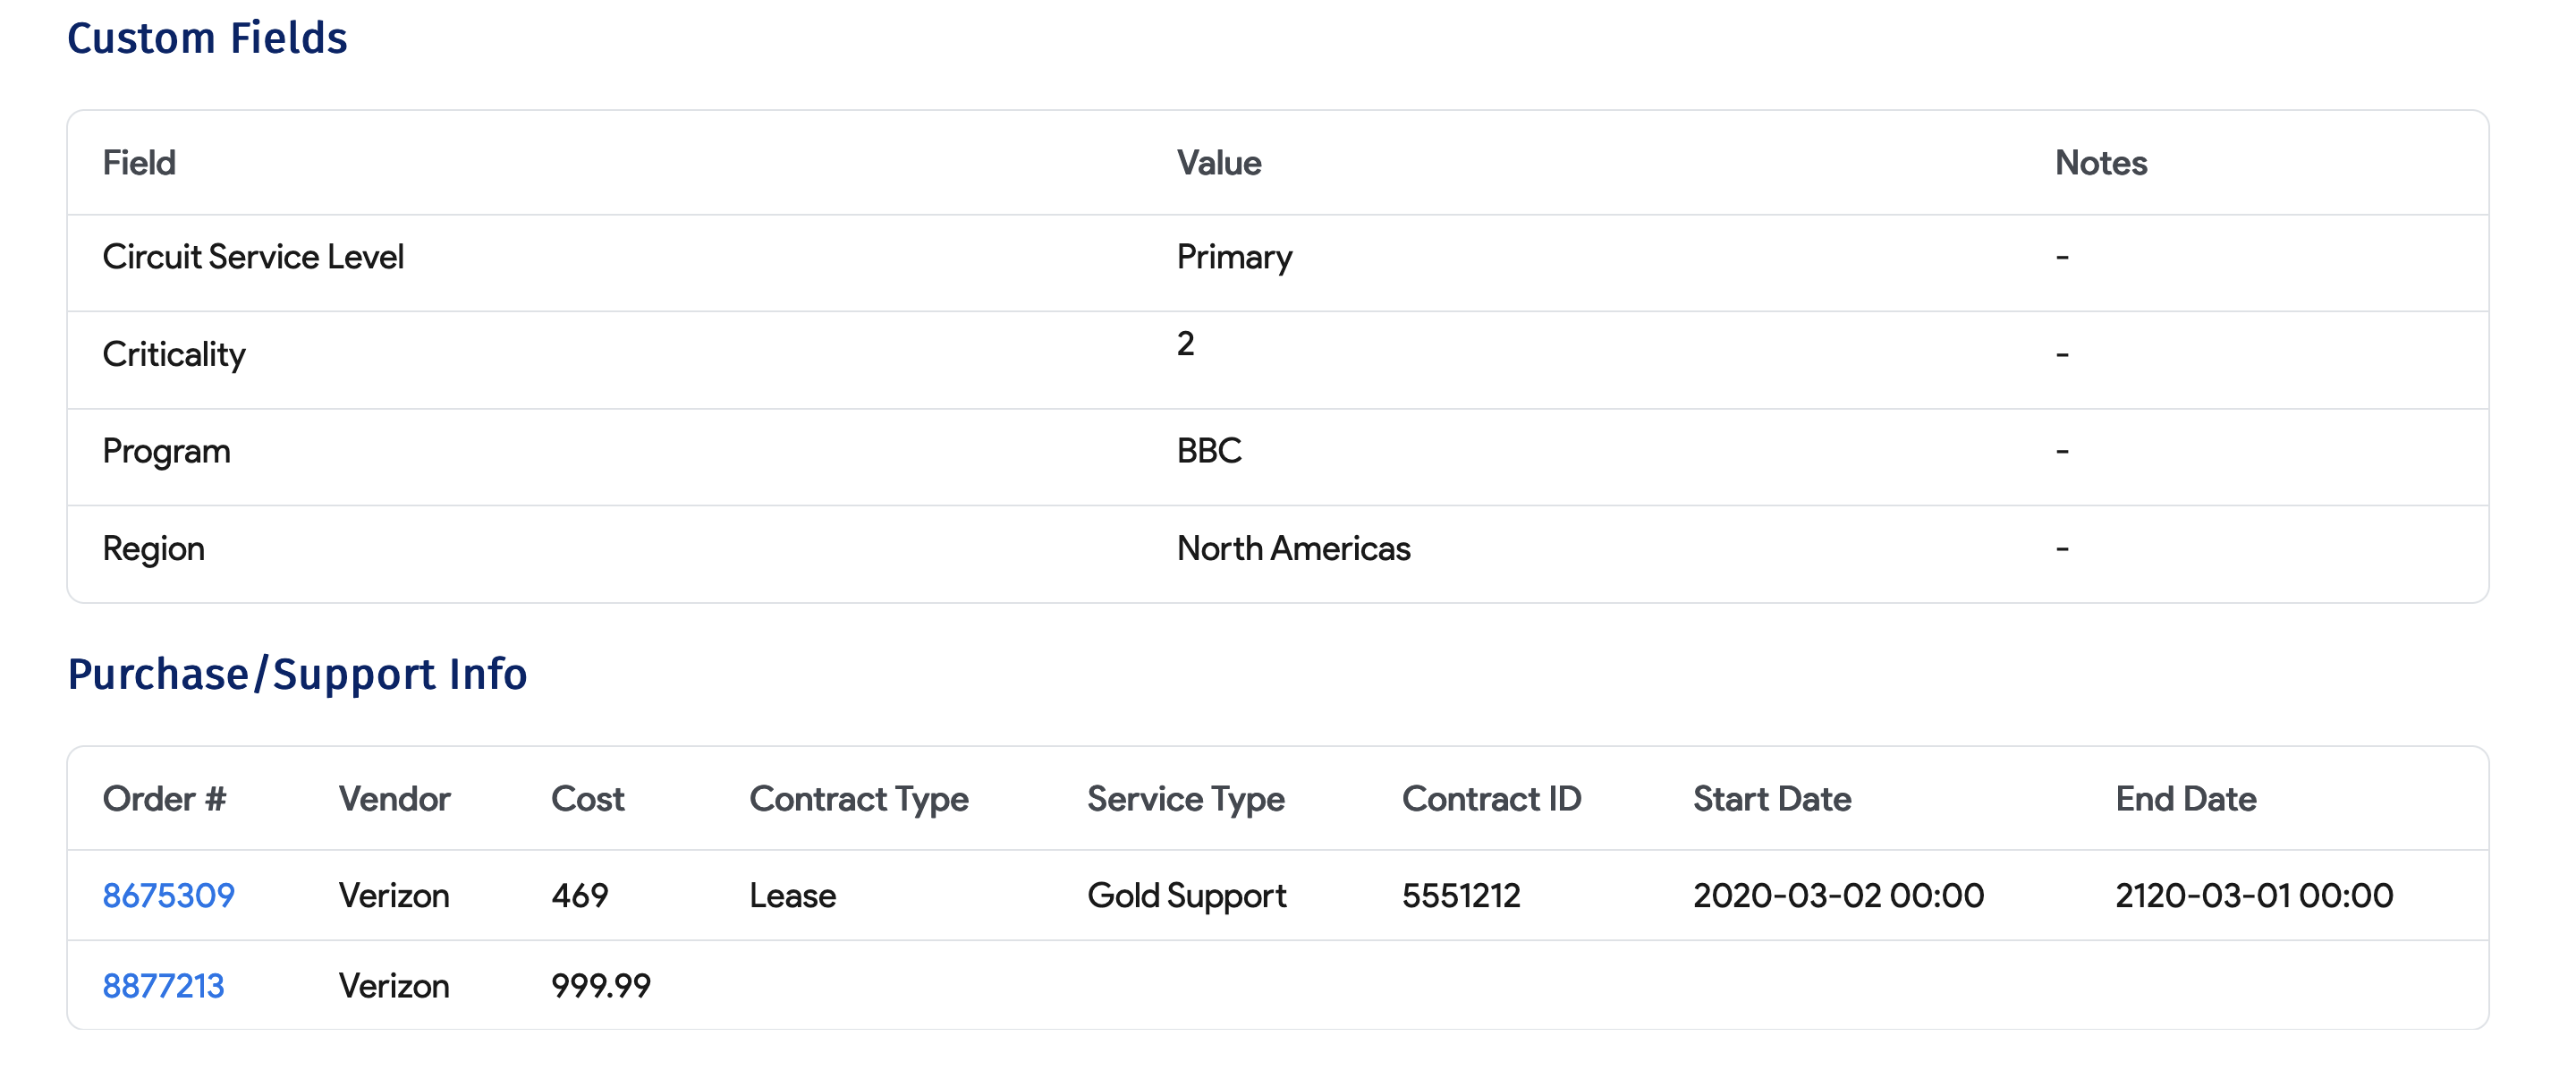 Custom Fields
Field Value Notes
Circuit Service Level Primary -
Criticality 2 -
Program BBC -
Region North Americas -
Purchase/Support Info
Order # Vendor Cost Contract Type Service Type Contract ID Start Date End Date
8675309 Verizon 469 Lease Gold Support 5551212 2020-03-02 00:00 2120-03-01 00:00
8877213 Verizon 999.99